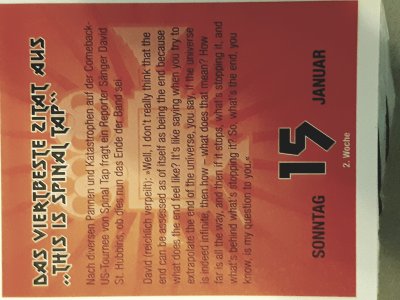 DAS VIERTBESTE ZITAT AUS
»THIS IS SPINAL TAP«
Nach diversen Pannen und Katastrophen auf der Comeback-
US-Tournee von Spinal Tap fragt ein Reporter Sänger David
St. Hubbins, ob dies nun das Ende der Band sei
David (reichlich verpeilt): »Well, I don't really think that the
end can be assessed as of itself as being the end because
what does the end feel like? It's like saying when you try to
extrapolate the end of the universe, you say, if the universe
is indeed infinite, then how – what does that mean? How
far is all the way, and then if it stops, what's stopping it, and
what's behind what's stopping it? So, what's the end, you
know, is my question to you.«
SONNTAG 15 JANUAR
2. Woche